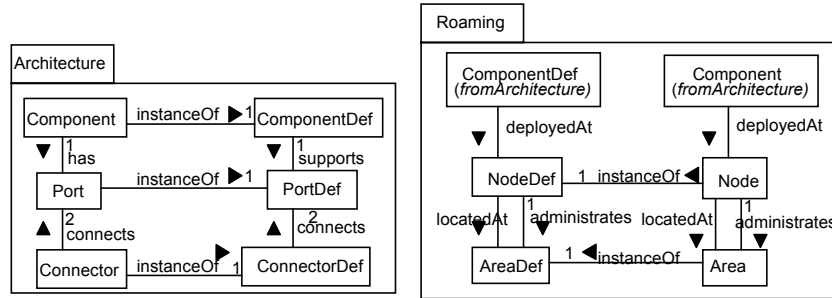 Architecture
Component
instanceOf
1
ComponentDef
1
has
1
supports
Port
instanceOf
1
PortDef
2
connects
2
connects
Connector
instanceOf
1
ConnectorDef
Roaming
ComponentDef
(fromArchitecture)
Component
(fromArchitecture)
deployedAt
deployedAt
NodeDef
1
instanceOf
Node
locatedAt
1
administrates
locatedAt
1
administrates
AreaDef
1
instanceOf
Area